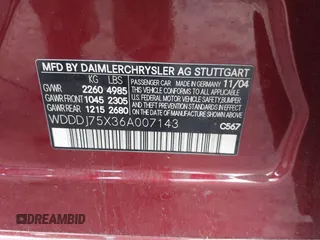 MFD BY DAIMLERCHRYSLER AG STUTTGART
KG LBS MADE IN GERMANY 11/04
GVWR 2260 4985
GAWR FRONT 1045 2305
GAWR REAR 1215 2680
THIS VEHICLE CONFORMS TO ALL APPLICABLE U.S. FEDERAL MOTOR VEHICLE SAFETY, BUMPER, AND THEFT PREVENTION STANDARDS IN EFFECT ON THE DATE OF MANUFACTURE SHOWN ABOVE
WDDDJ75X36A007143
C567
DREAMBID